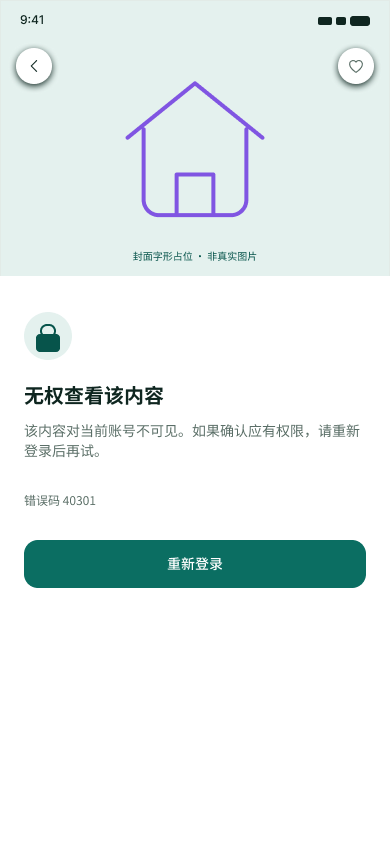 9:41
封面字形占位 · 非真实图片
无权查看该内容
该内容对当前账号不可见。如果确认应有权限，请重新
登录后再试。
错误码 40301
重新登录